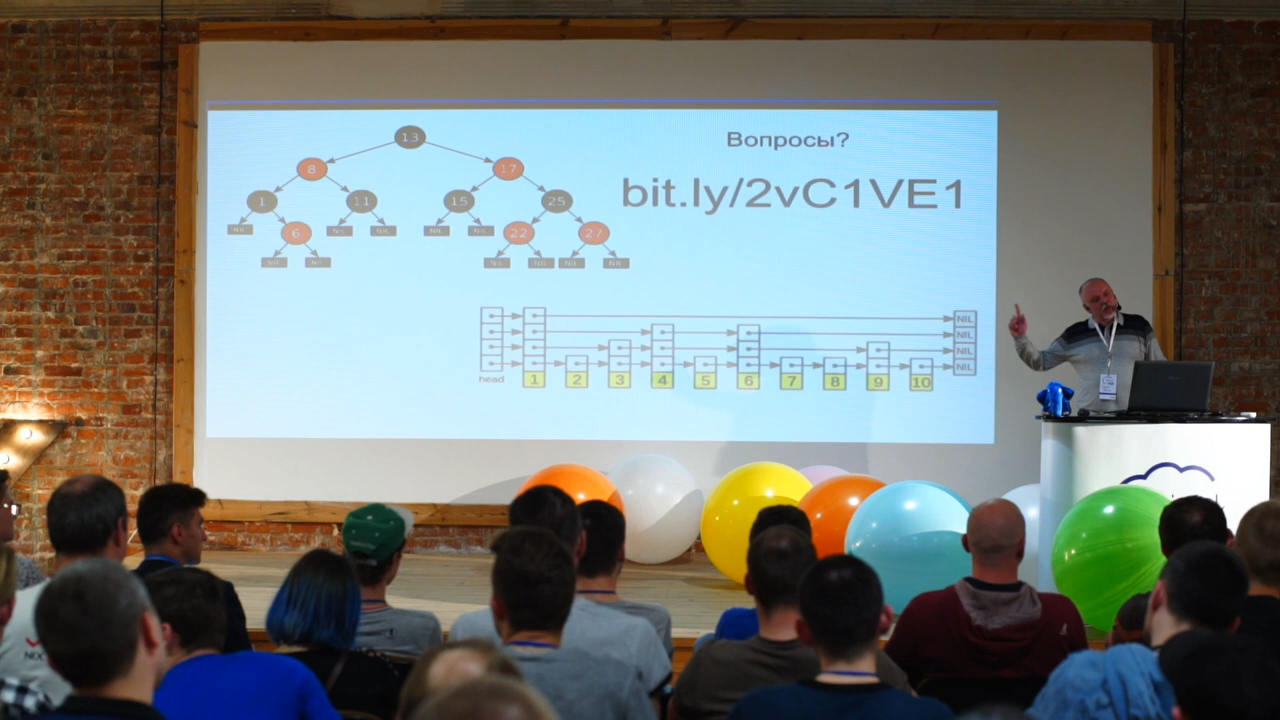 Вопросы?
bit.ly/2vC1VE1
13
8 17
1 11 15 25
NIL 6 NIL NIL NIL NIL 22 27
NIL NIL NIL NIL NIL NIL
NIL
NIL
NIL
NIL
head 1 2 3 4 5 6 7 8 9 10